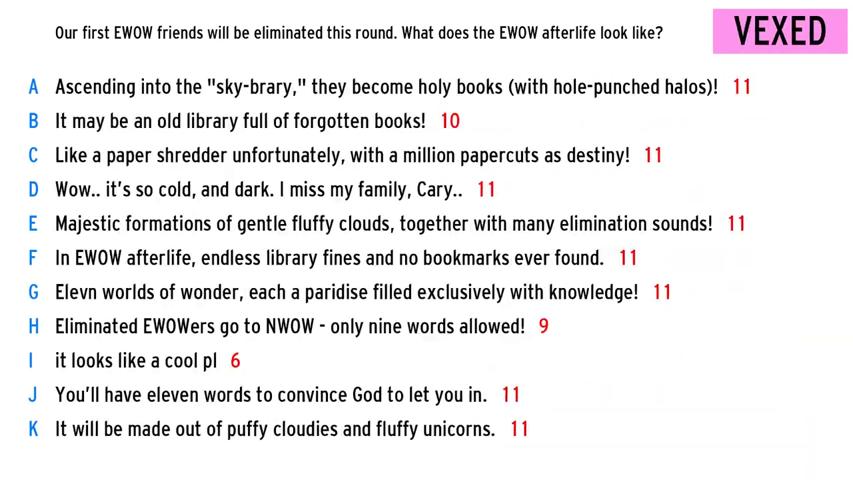 Our first EWOW friends will be eliminated this round. What does the EWOW afterlife look like?
VEXED
A Ascending into the "sky-brary," they become holy books (with hole-punched halos)! 11
B It may be an old library full of forgotten books! 10
C Like a paper shredder unfortunately, with a million papercuts as destiny! 11
D Wow.. it's so cold, and dark. I miss my family, Cary.. 11
E Majestic formations of gentle fluffy clouds, together with many elimination sounds! 11
F In EWOW afterlife, endless library fines and no bookmarks ever found. 11
G Elevn worlds of wonder, each a paridise filled exclusively with knowledge! 11
H Eliminated EWOWers go to NWOW - only nine words allowed! 9
I it looks like a cool pl 6
J You'll have eleven words to convince God to let you in. 11
K It will be made out of puffy cloudies and fluffy unicorns. 11